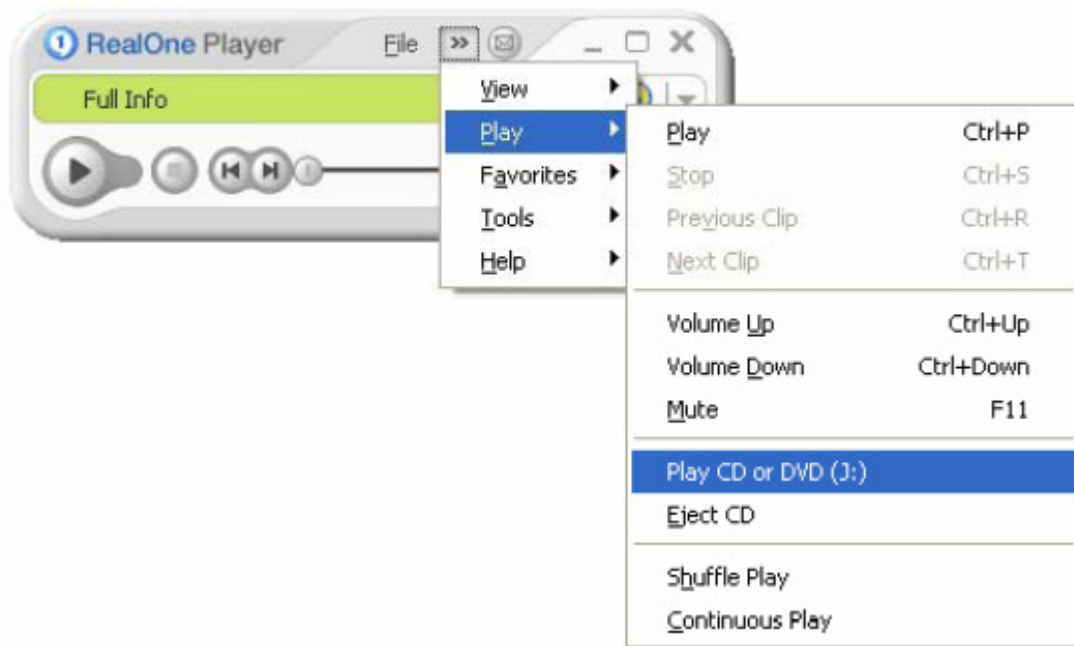 RealOne Player File »
Full Info
View
Play
Favorites
Tools
Help
Play Ctrl+P
Stop Ctrl+S
Previous Clip Ctrl+R
Next Clip Ctrl+T
Volume Up Ctrl+Up
Volume Down Ctrl+Down
Mute F11
Play CD or DVD (J:)
Eject CD
Shuffle Play
Continuous Play